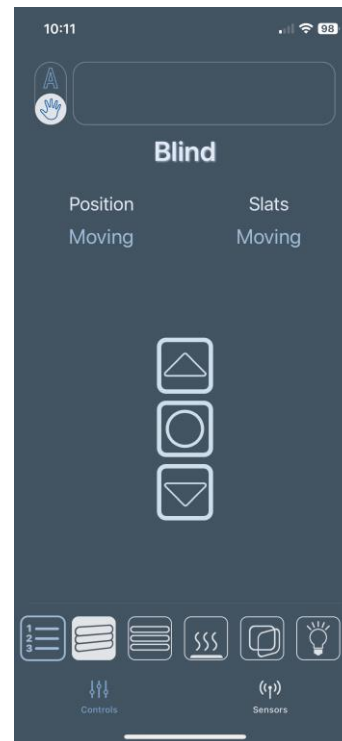 10:11
98
A
Blind
Position Slats
Moving Moving
1
2
3
Controls Sensors